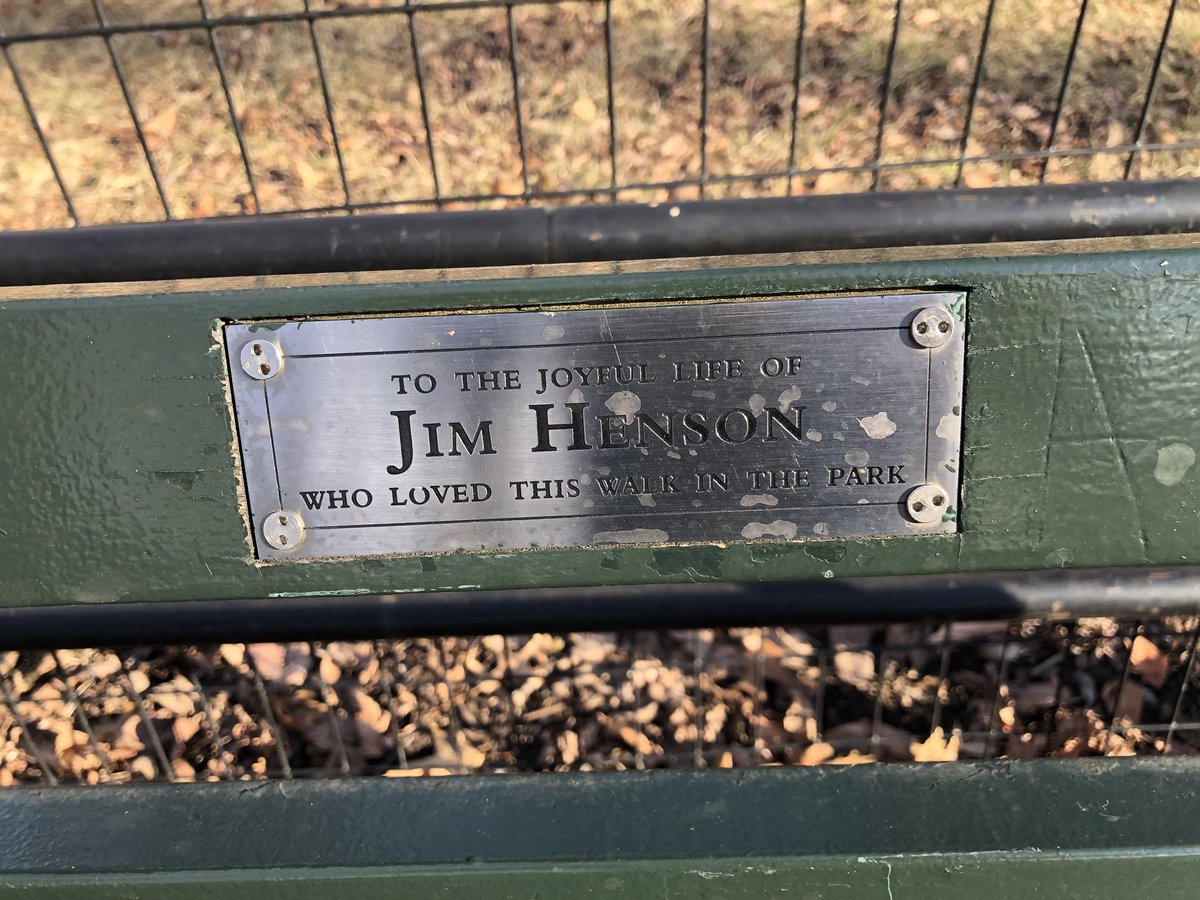 TO THE JOYFUL LIFE OF
JIM HENSON
WHO LOVED THIS WALK IN THE PARK